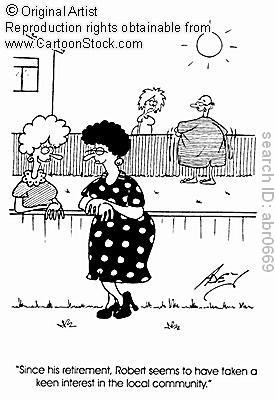 © Original Artist
Reproduction rights obtainable from
www.CartoonStock.com
search ID: abr0669
"Since his retirement, Robert seems to have taken a
keen interest in the local community."